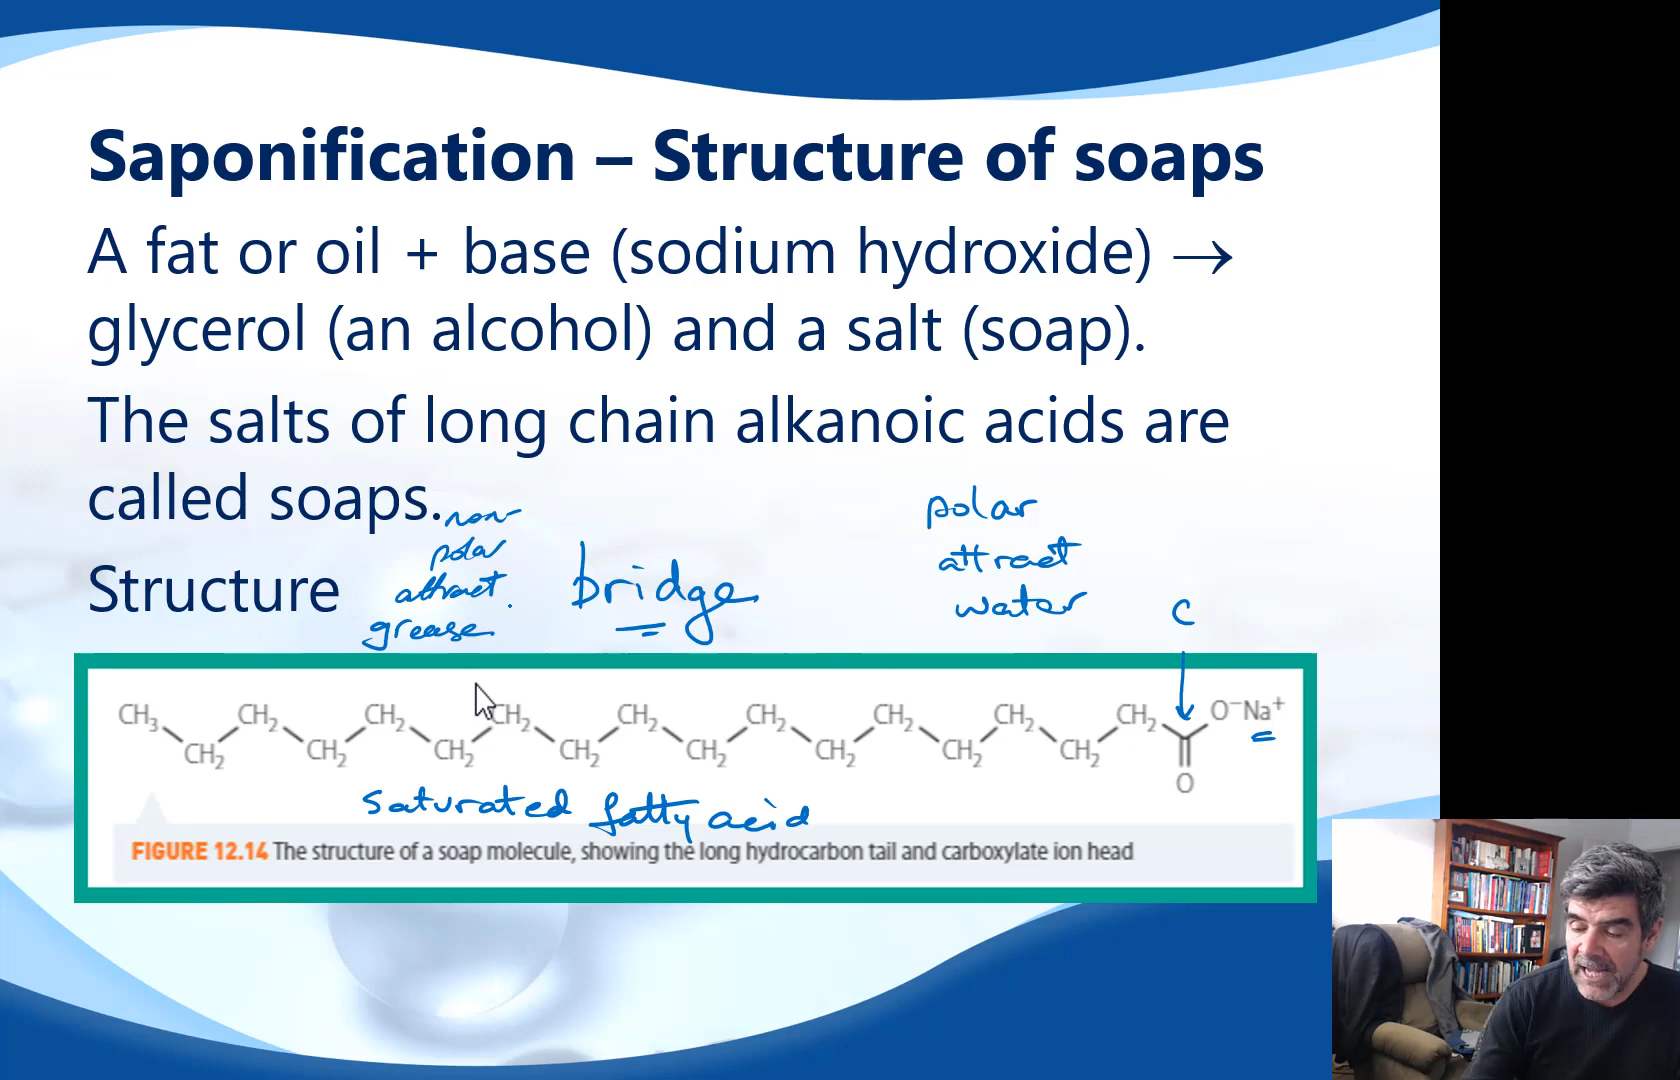 Saponification – Structure of soaps
A fat or oil + base (sodium hydroxide) →
glycerol (an alcohol) and a salt (soap).
The salts of long chain alkanoic acids are
called soaps.
non
polar
attract
grease
Structure
bridge
polar
attract
water
C
CH₃ CH₂ CH₂ CH₂ CH₂ CH₂ CH₂ CH₂ CH₂ O⁻Na⁺
CH₂ CH₂ CH₂ CH₂ CH₂ CH₂ CH₂ CH₂
O
saturated fatty acid
FIGURE 12.14 The structure of a soap molecule, showing the long hydrocarbon tail and carboxylate ion head